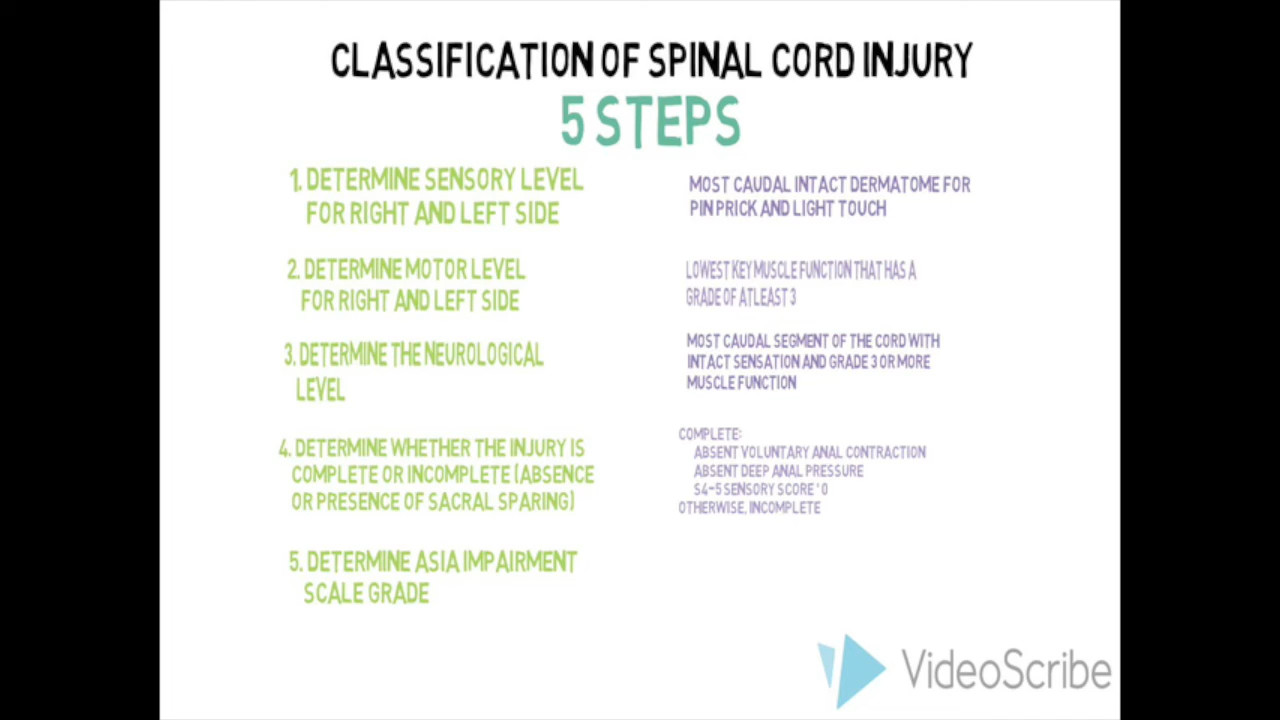 CLASSIFICATION OF SPINAL CORD INJURY
5 STEPS
1. DETERMINE SENSORY LEVEL
FOR RIGHT AND LEFT SIDE
MOST CAUDAL INTACT DERMATOME FOR
PIN PRICK AND LIGHT TOUCH
2. DETERMINE MOTOR LEVEL
FOR RIGHT AND LEFT SIDE
LOWEST KEY MUSCLE FUNCTION THAT HAS A
GRADE OF ATLEAST 3
3. DETERMINE THE NEUROLOGICAL
LEVEL
MOST CAUDAL SEGMENT OF THE CORD WITH
INTACT SENSATION AND GRADE 3 OR MORE
MUSCLE FUNCTION
4. DETERMINE WHETHER THE INJURY IS
COMPLETE OR INCOMPLETE (ABSENCE
OR PRESENCE OF SACRAL SPARING)
COMPLETE:
ABSENT VOLUNTARY ANAL CONTRACTION
ABSENT DEEP ANAL PRESSURE
S4-5 SENSORY SCORE ' 0
OTHERWISE, INCOMPLETE
5. DETERMINE ASIA IMPAIRMENT
SCALE GRADE
VideoScribe